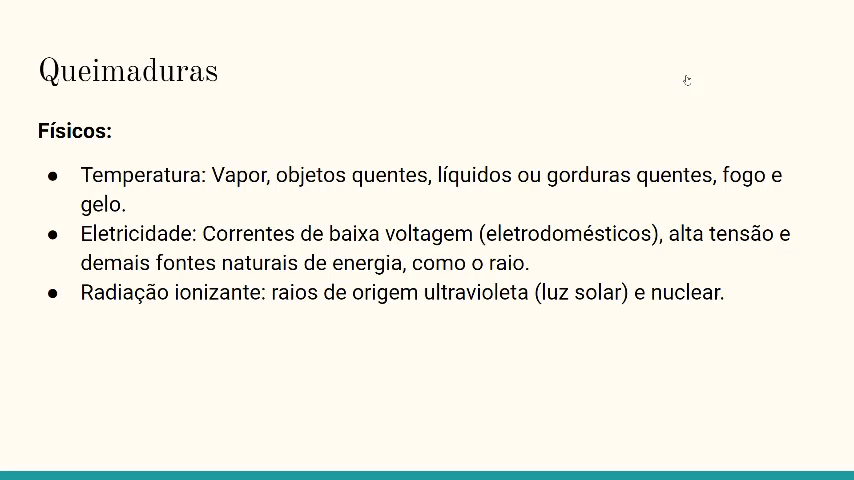 Queimaduras
Físicos:
● Temperatura: Vapor, objetos quentes, líquidos ou gorduras quentes, fogo e
gelo.
● Eletricidade: Correntes de baixa voltagem (eletrodomésticos), alta tensão e
demais fontes naturais de energia, como o raio.
● Radiação ionizante: raios de origem ultravioleta (luz solar) e nuclear.